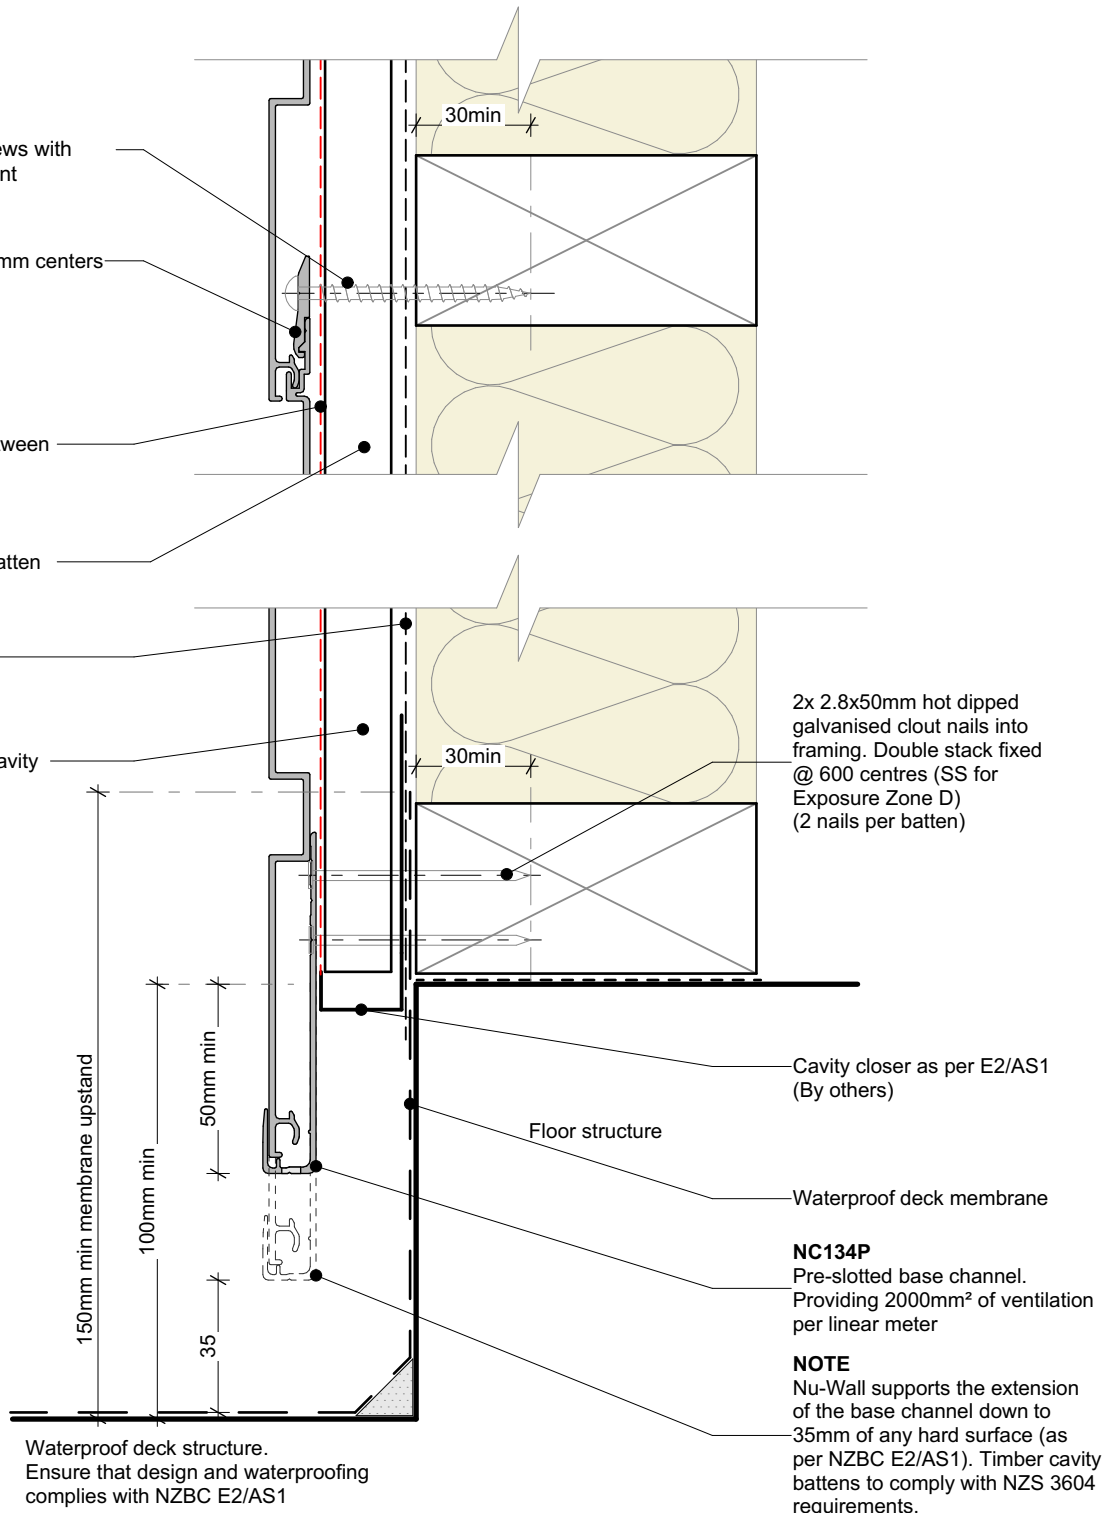 30min
ews with
nt
mm centers
ween
atten
avity
30min
2x 2.8x50mm hot dipped
galvanised clout nails into
framing. Double stack fixed
@ 600 centres (SS for
Exposure Zone D)
(2 nails per batten)
150mm min membrane upstand
100mm min
50mm min
35
Cavity closer as per E2/AS1
(By others)
Floor structure
Waterproof deck membrane
NC134P
Pre-slotted base channel.
Providing 2000mm² of ventilation
per linear meter
NOTE
Nu-Wall supports the extension
of the base channel down to
35mm of any hard surface (as
per NZBC E2/AS1). Timber cavity
battens to comply with NZS 3604
requirements.
Waterproof deck structure.
Ensure that design and waterproofing
complies with NZBC E2/AS1